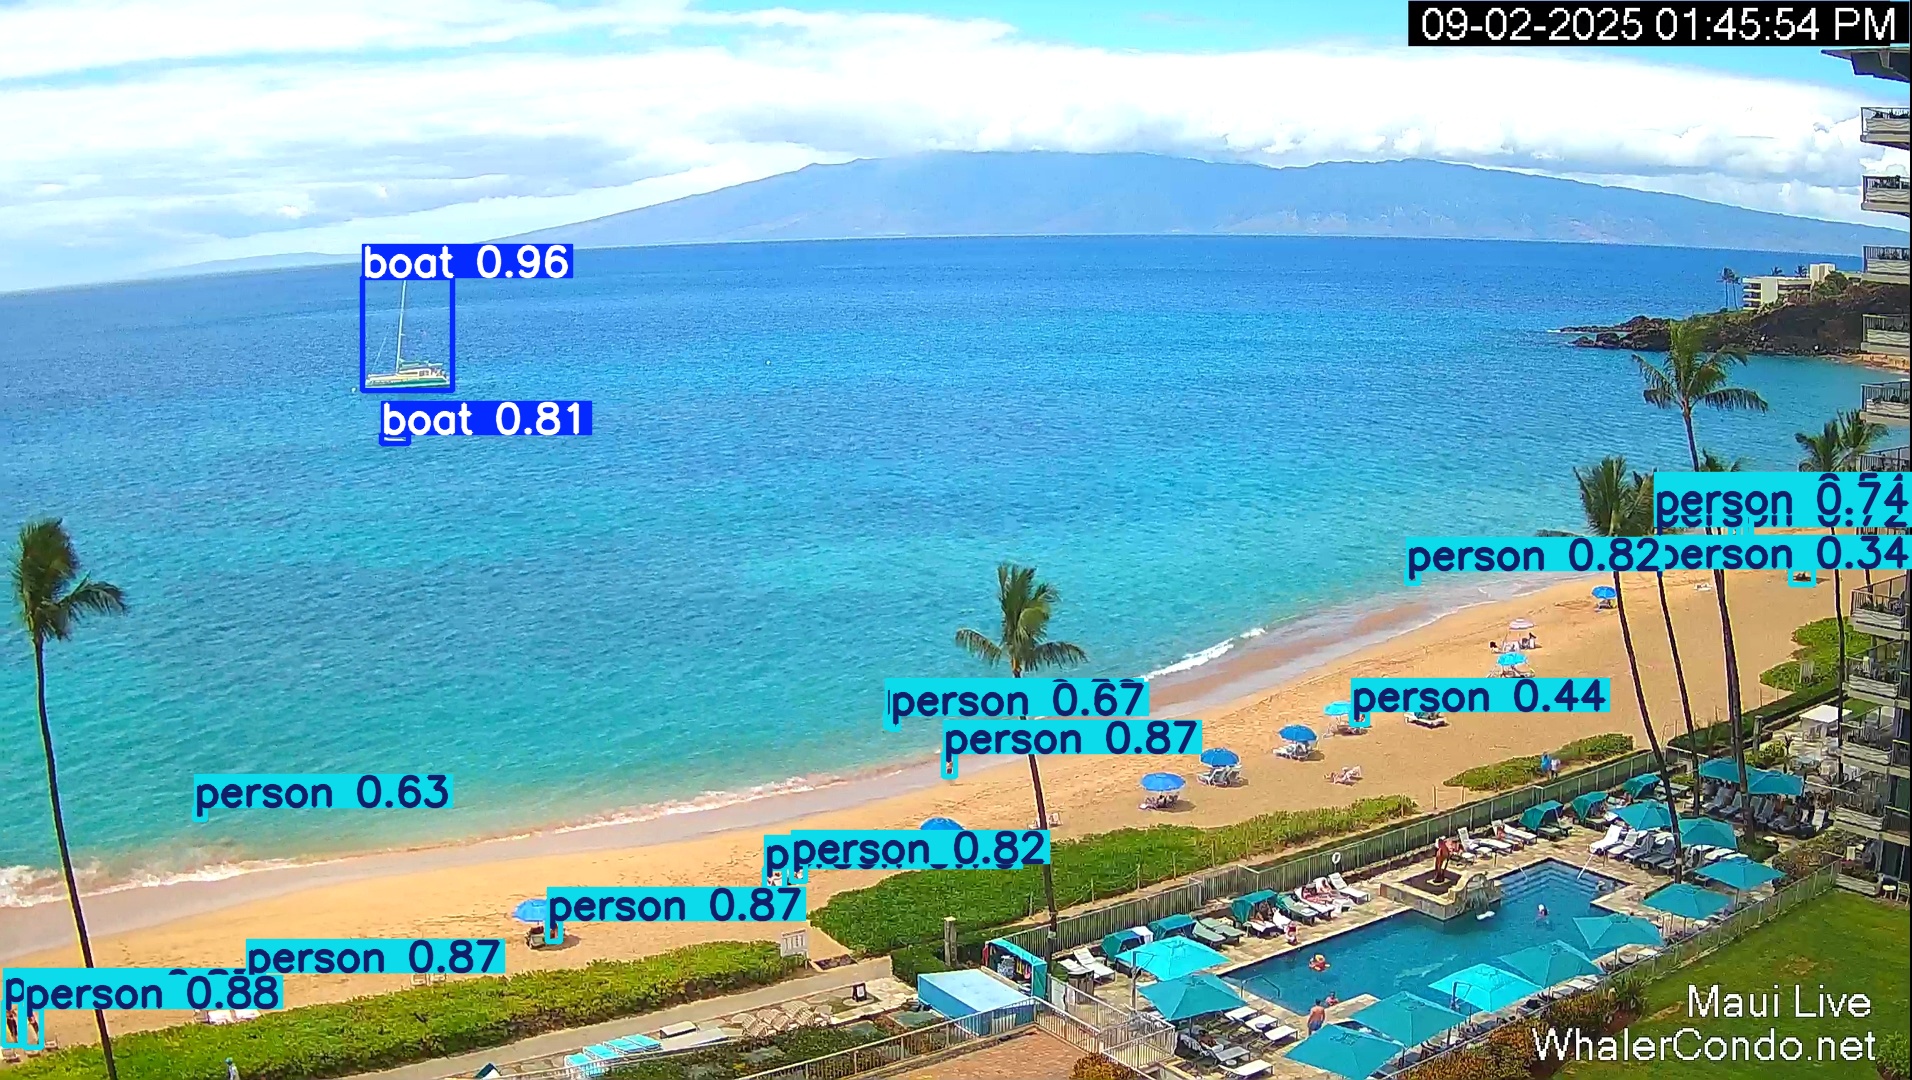 09-02-2025 01:45:54 PM
boat 0.96
boat 0.81
person 0.74
person 0.82
person 0.34
person 0.67
person 0.44
person 0.87
person 0.63
person 0.82
person 0.87
person 0.87
person 0.88
Maui Live
WhalerCondo.net